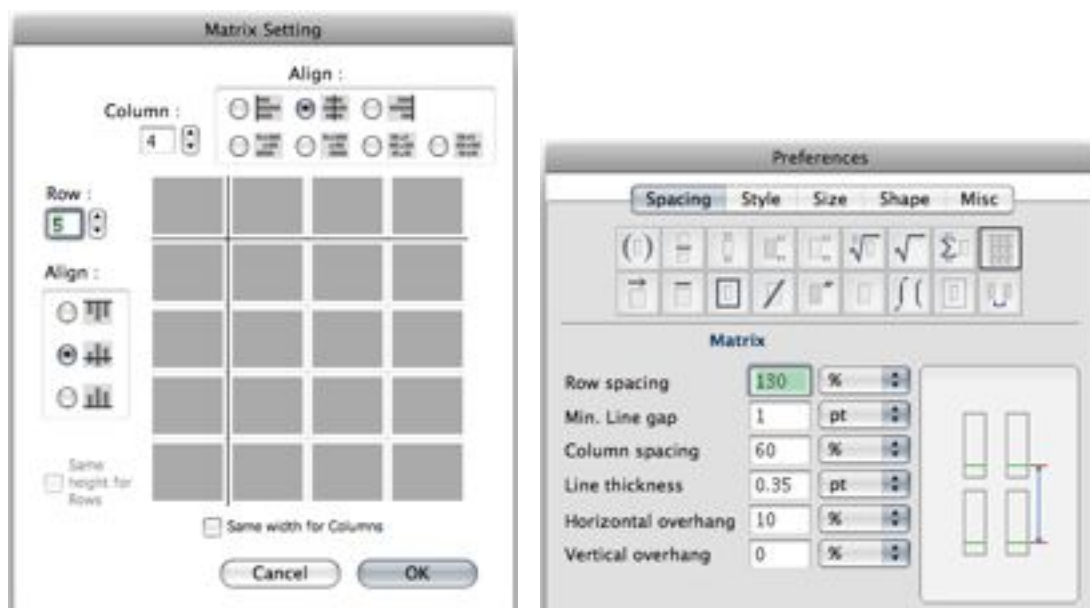 Matrix Setting
Align :
Column :
4
Row :
5
Align :
Same
height for
Rows
Same width for Columns
Cancel
OK
Preferences
Spacing Style Size Shape Misc
Matrix
Row spacing 130 %
Min. Line gap 1 pt
Column spacing 60 %
Line thickness 0.35 pt
Horizontal overhang 10 %
Vertical overhang 0 %